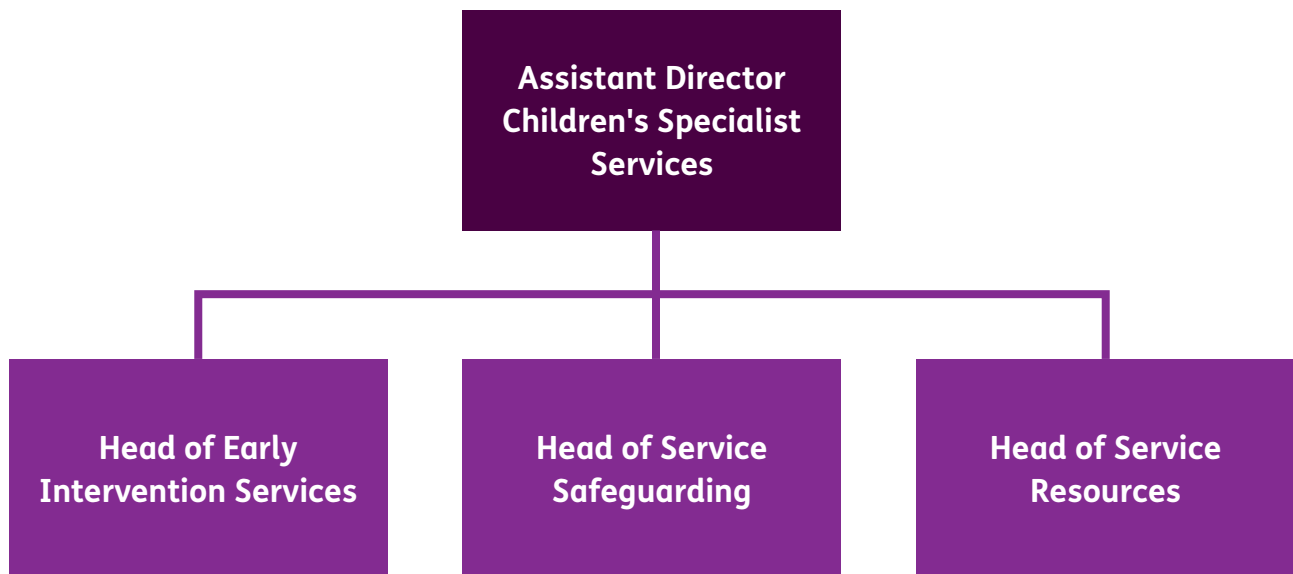 Assistant Director
Children's Specialist
Services
Head of Early
Intervention Services
Head of Service
Safeguarding
Head of Service
Resources